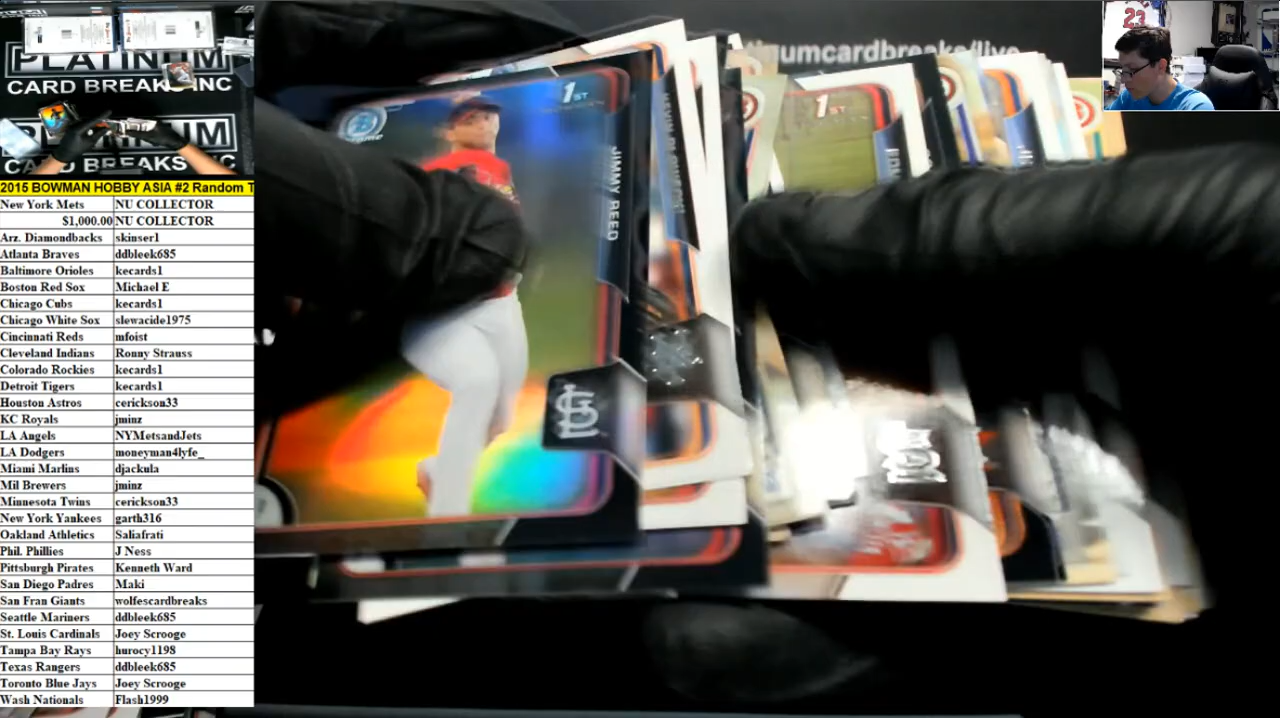 PLATINUM
CARD BREAKS INC
PLATINUM
CARD BREAKS INC
2015 BOWMAN HOBBY ASIA #2 Random T
New York Mets NU COLLECTOR
$1,000.00 NU COLLECTOR
Arz. Diamondbacks skinser1
Atlanta Braves ddbleek685
Baltimore Orioles kecards1
Boston Red Sox Michael E
Chicago Cubs kecards1
Chicago White Sox slewacide1975
Cincinnati Reds mfoist
Cleveland Indians Ronny Strauss
Colorado Rockies kecards1
Detroit Tigers kecards1
Houston Astros cerickson33
KC Royals jminz
LA Angels NYMetsandJets
LA Dodgers moneyman4lyfe_
Miami Marlins djackula
Mil Brewers jminz
Minnesota Twins cerickson33
New York Yankees garth316
Oakland Athletics Saliafrati
Phil. Phillies J Ness
Pittsburgh Pirates Kenneth Ward
San Diego Padres Maki
San Fran Giants wolfescardbreaks
Seattle Mariners ddbleek685
St. Louis Cardinals Joey Scrooge
Tampa Bay Rays hurocy1198
Texas Rangers ddbleek685
Toronto Blue Jays Joey Scrooge
Wash Nationals Flash1999
tinumcardbreaks/live
1ST
JIMMY REED
1ST
23